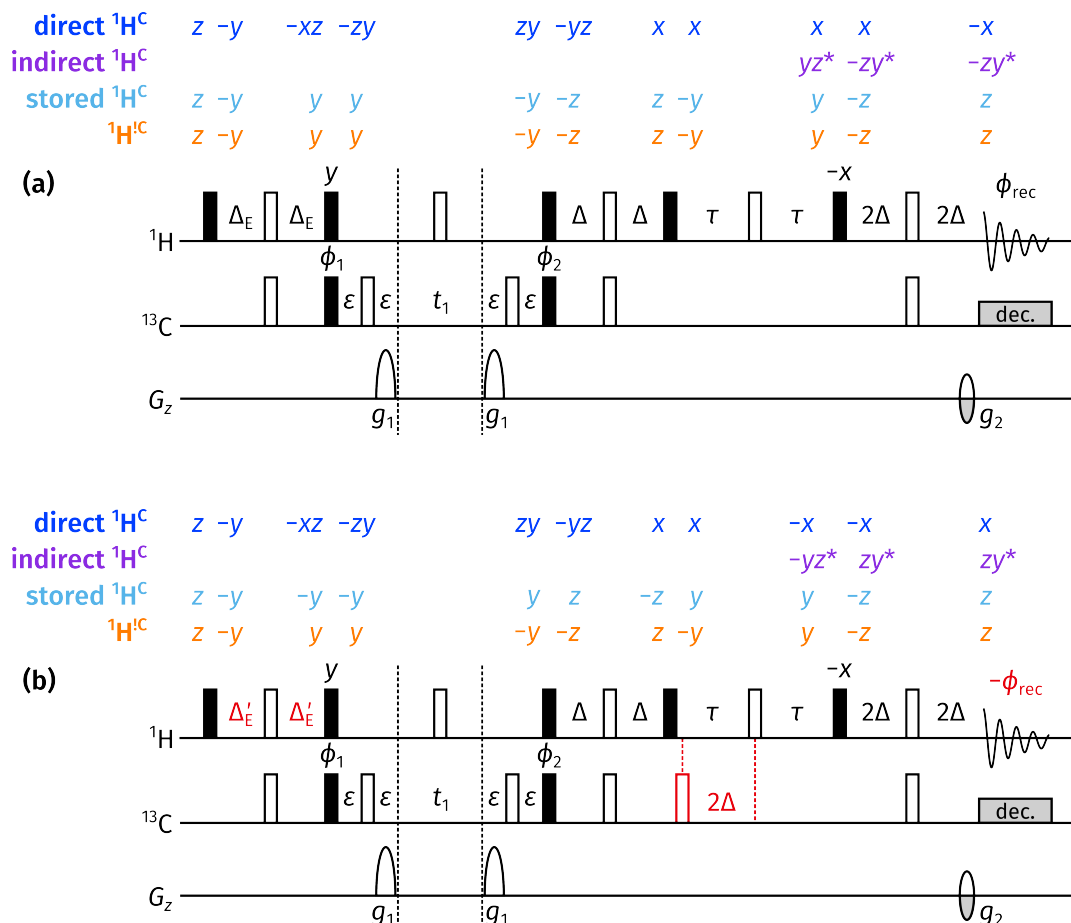 direct ¹Hᶜ z −y −xz −zy zy −yz x x x x −x
indirect ¹Hᶜ yz* −zy* −zy*
stored ¹Hᶜ z −y y y −y −z z −y y −z z
¹H!ᶜ z −y y y −y −z z −y y −z z
(a) y −x ϕrec
¹H ΔE ΔE Δ Δ τ τ 2Δ 2Δ
ϕ1 ϕ2
¹³C ε ε t1 ε ε dec.
Gz g1 g1 g2
direct ¹Hᶜ z −y −xz −zy zy −yz x x −x −x x
indirect ¹Hᶜ −yz* zy* zy*
stored ¹Hᶜ z −y −y −y y z −z y y −z z
¹H!ᶜ z −y y y −y −z z −y y −z z
(b) y −x −ϕrec
¹H Δ′E Δ′E Δ Δ τ τ 2Δ 2Δ
ϕ1 ϕ2
¹³C ε ε t1 ε ε 2Δ dec.
Gz g1 g1 g2